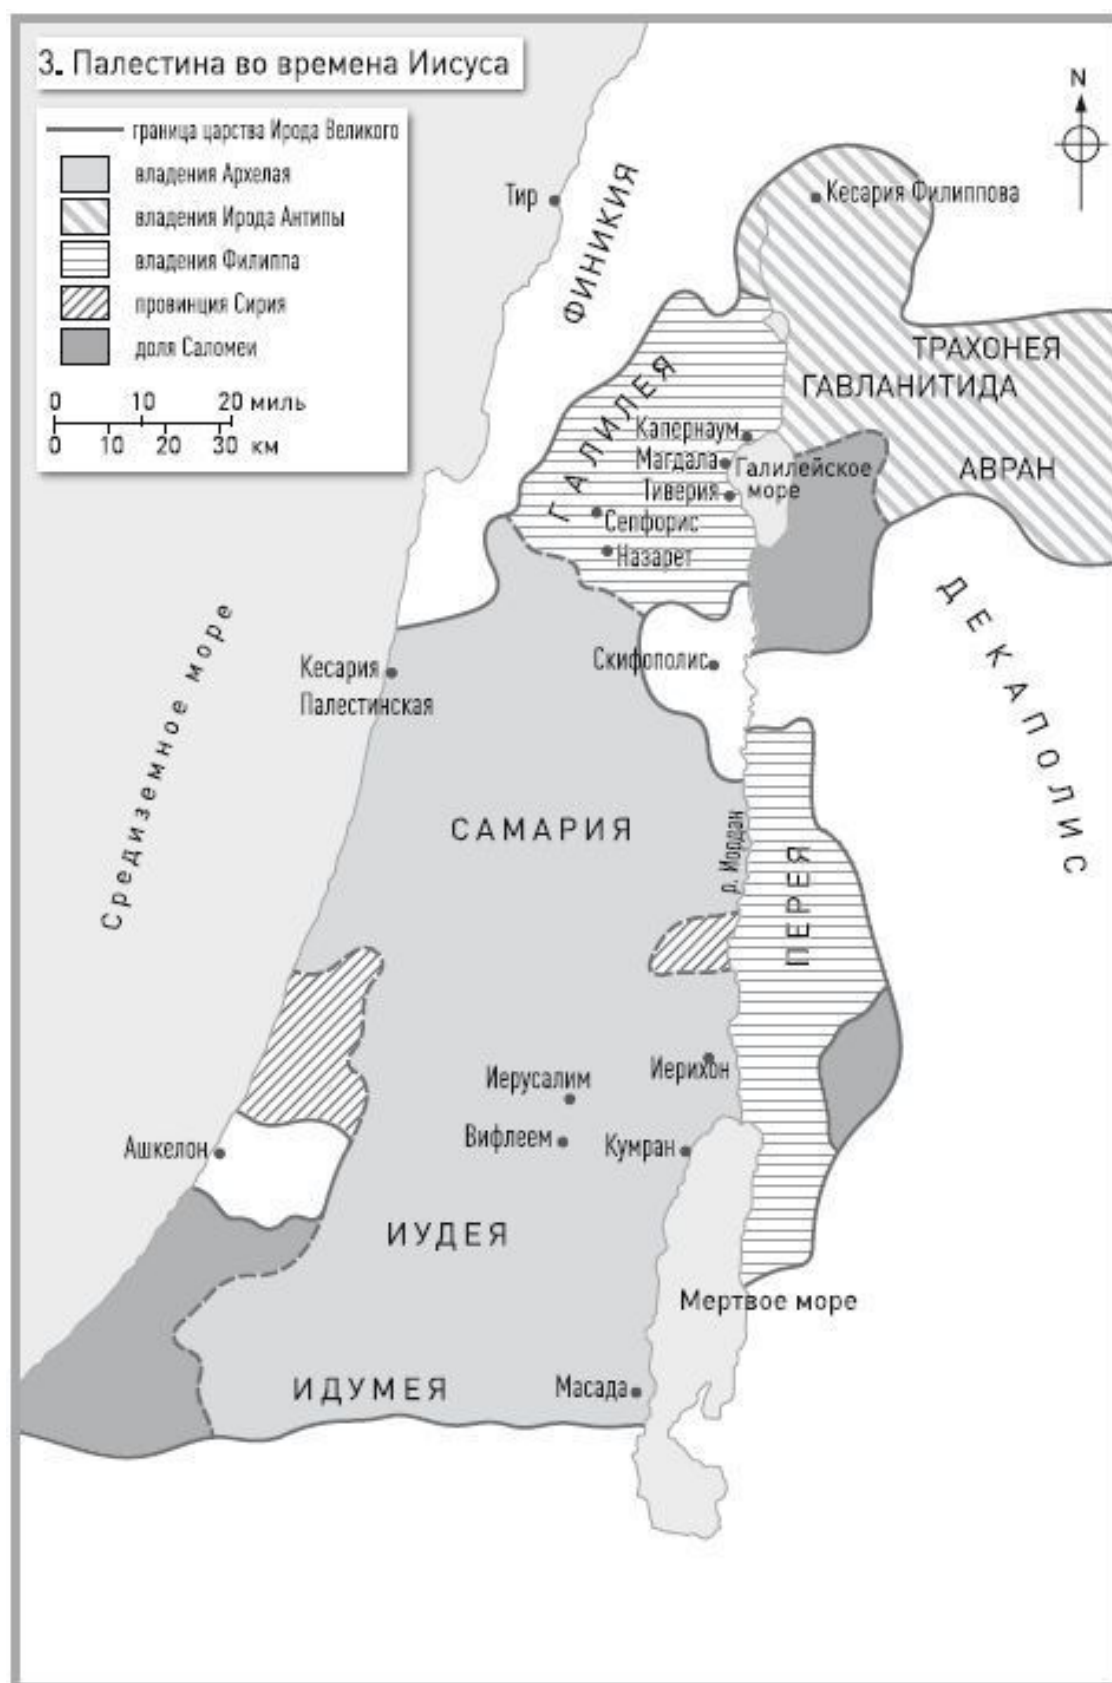 3. Палестина во времена Иисуса
граница царства Ирода Великого
владения Архелая
владения Ирода Антипы
владения Филиппа
провинция Сирия
доля Саломеи
0 10 20 миль
0 10 20 30 км
N
Тир
ФИНИКИЯ
Кесария Филиппова
ТРАХОНЕЯ
ГАВЛАНИТИДА
АВРАН
ГАЛИЛЕЯ
Капернаум
Магдала
Галилейское
море
Тиверия
Сепфорис
Назарет
ДЕКАПОЛИС
Средиземное море
Кесария
Палестинская
Скифополис
САМАРИЯ
р. Иордан
ПЕРЕЯ
Иерихон
Иерусалим
Вифлеем
Кумран
Ашкелон
ИУДЕЯ
Мертвое море
ИДУМЕЯ
Масада